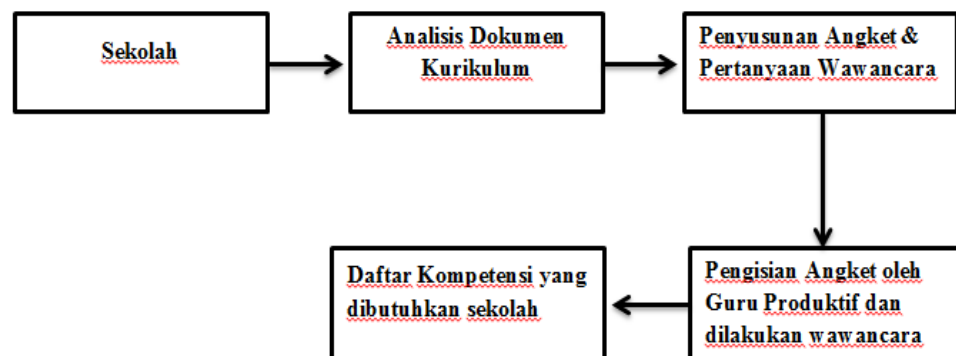 Sekolah
Analisis Dokumen
Kurikulum
Penyusunan Angket &
Pertanyaan Wawancara
Pengisian Angket oleh
Guru Produktif dan
dilakukan wawancara
Daftar Kompetensi yang
dibutuhkan sekolah